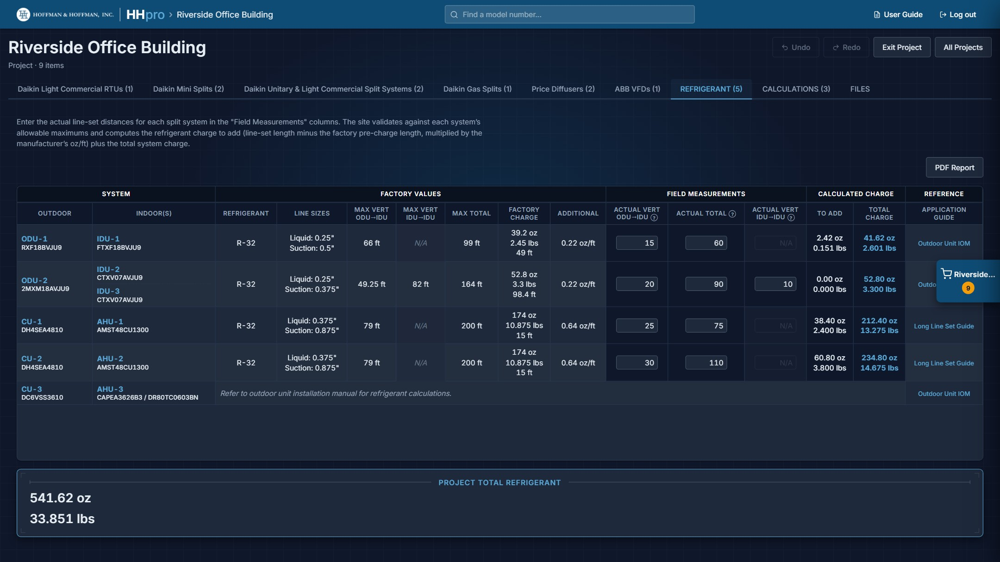 HOFFMAN & HOFFMAN, INC.
HHpro › Riverside Office Building
Find a model number...
User Guide
Log out
Riverside Office Building
Project · 9 items
Undo
Redo
Exit Project
All Projects
Daikin Light Commercial RTUs (1)
Daikin Mini Splits (2)
Daikin Unitary & Light Commercial Split Systems (2)
Daikin Gas Splits (1)
Price Diffusers (2)
ABB VFDs (1)
REFRIGERANT (5)
CALCULATIONS (3)
FILES
Enter the actual line-set distances for each split system in the "Field Measurements" columns. The site validates against each system's
allowable maximums and computes the refrigerant charge to add (line-set length minus the factory pre-charge length, multiplied by the
manufacturer's oz/ft) plus the total system charge.
PDF Report
SYSTEM
FACTORY VALUES
FIELD MEASUREMENTS
CALCULATED CHARGE
REFERENCE
OUTDOOR
INDOOR(S)
REFRIGERANT
LINE SIZES
MAX VERT
ODU→IDU
MAX VERT
IDU→IDU
MAX TOTAL
FACTORY
CHARGE
ADDITIONAL
ACTUAL VERT
ODU→IDU ?
ACTUAL TOTAL ?
ACTUAL VERT
IDU→IDU ?
TO ADD
TOTAL
CHARGE
APPLICATION
GUIDE
ODU-1
RXF18BVJU9
IDU-1
FTXF18BVJU9
R-32
Liquid: 0.25"
Suction: 0.5"
66 ft
N/A
99 ft
39.2 oz
2.45 lbs
49 ft
0.22 oz/ft
15
60
N/A
2.42 oz
0.151 lbs
41.62 oz
2.601 lbs
Outdoor Unit IOM
ODU-2
2MXM18AVJU9
IDU-2
CTXV07AVJU9
IDU-3
CTXV07AVJU9
R-32
Liquid: 0.25"
Suction: 0.375"
49.25 ft
82 ft
164 ft
52.8 oz
3.3 lbs
98.4 ft
0.22 oz/ft
20
90
10
0.00 oz
0.000 lbs
52.80 oz
3.300 lbs
Outdo
Riverside...
9
CU-1
DH4SEA4810
AHU-1
AMST48CU1300
R-32
Liquid: 0.375"
Suction: 0.875"
79 ft
N/A
200 ft
174 oz
10.875 lbs
15 ft
0.64 oz/ft
25
75
N/A
38.40 oz
2.400 lbs
212.40 oz
13.275 lbs
Long Line Set Guide
CU-2
DH4SEA4810
AHU-2
AMST48CU1300
R-32
Liquid: 0.375"
Suction: 0.875"
79 ft
N/A
200 ft
174 oz
10.875 lbs
15 ft
0.64 oz/ft
30
110
N/A
60.80 oz
3.800 lbs
234.80 oz
14.675 lbs
Long Line Set Guide
CU-3
DC6VSS3610
AHU-3
CAPEA3626B3 / DR80TC0603BN
Refer to outdoor unit installation manual for refrigerant calculations.
Outdoor Unit IOM
PROJECT TOTAL REFRIGERANT
541.62 oz
33.851 lbs